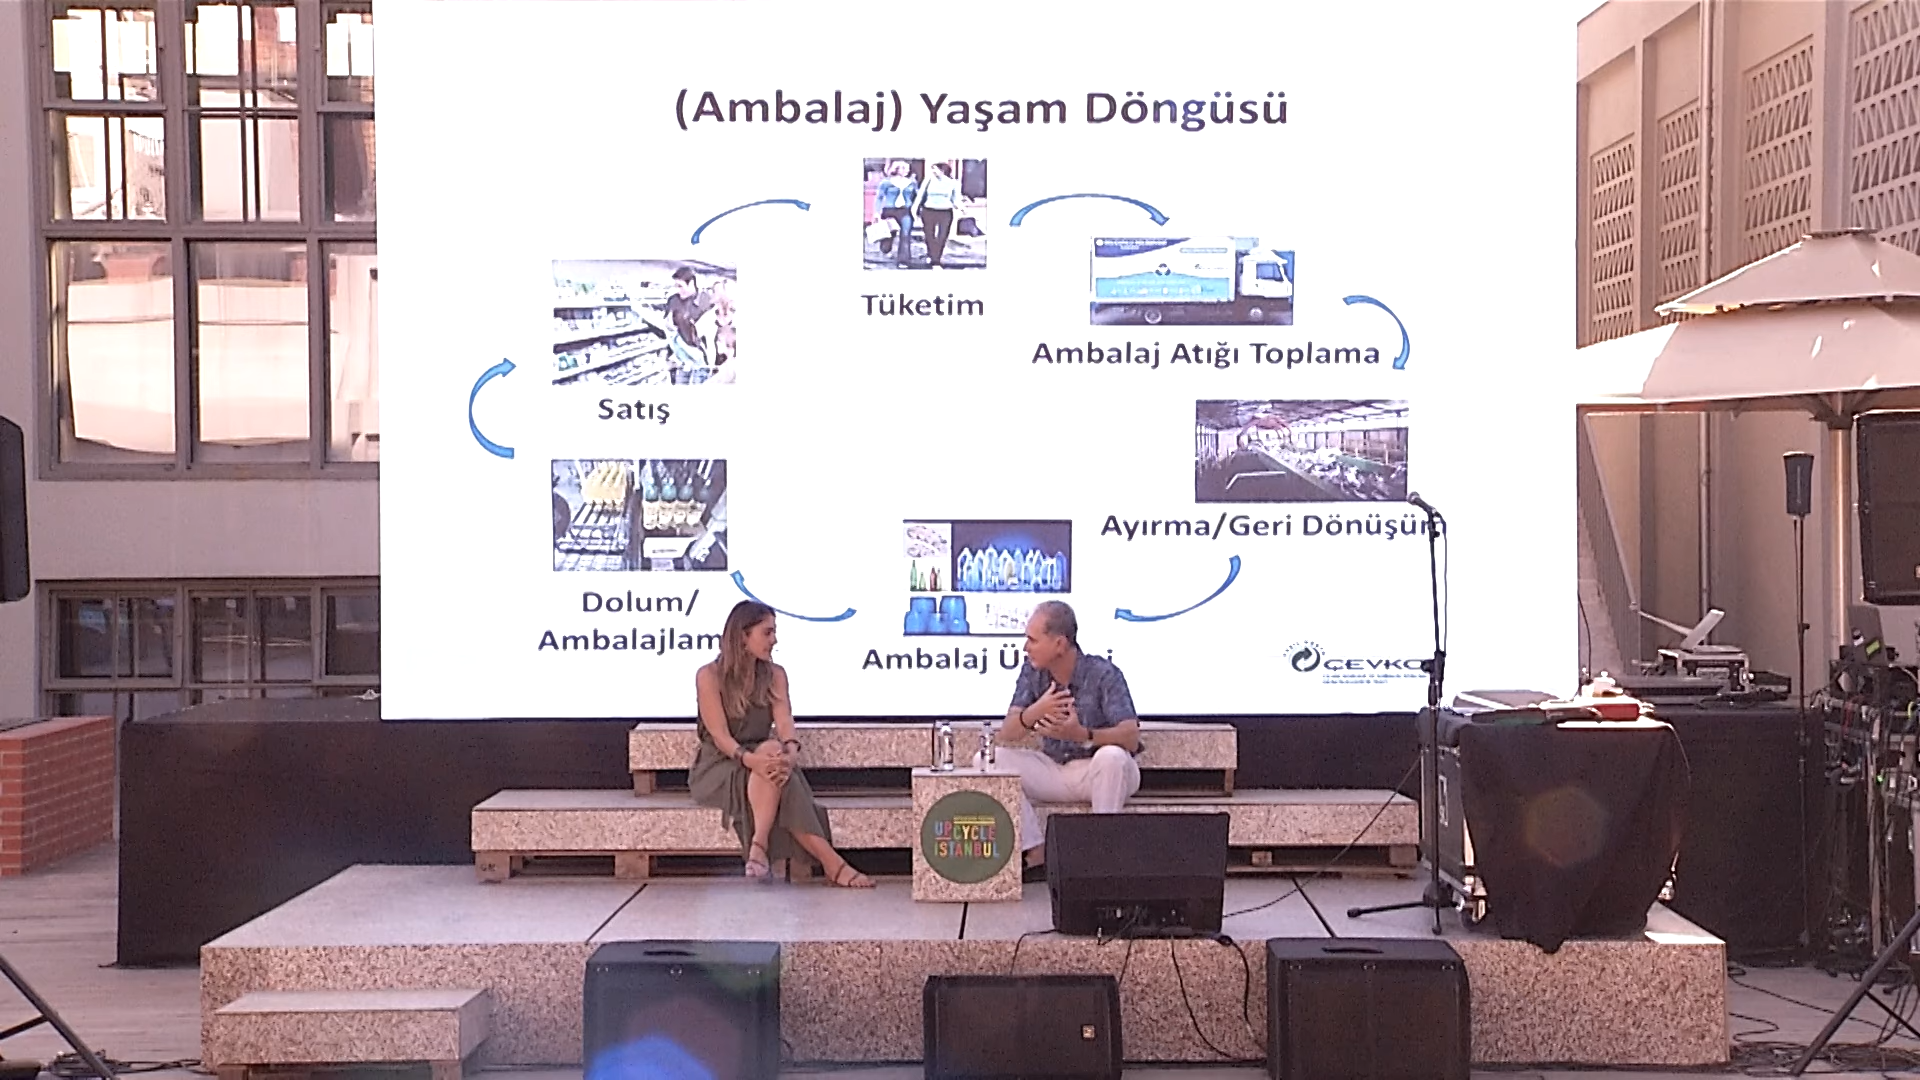 (Ambalaj) Yaşam Döngüsü
Tüketim
Ambalaj Atığı Toplama
Satış
Ayırma/Geri Dönüşüm
Dolum/
Ambalajlam
Ambalaj Ü
ÇEVKO
UPCYCLE
İSTANBUL